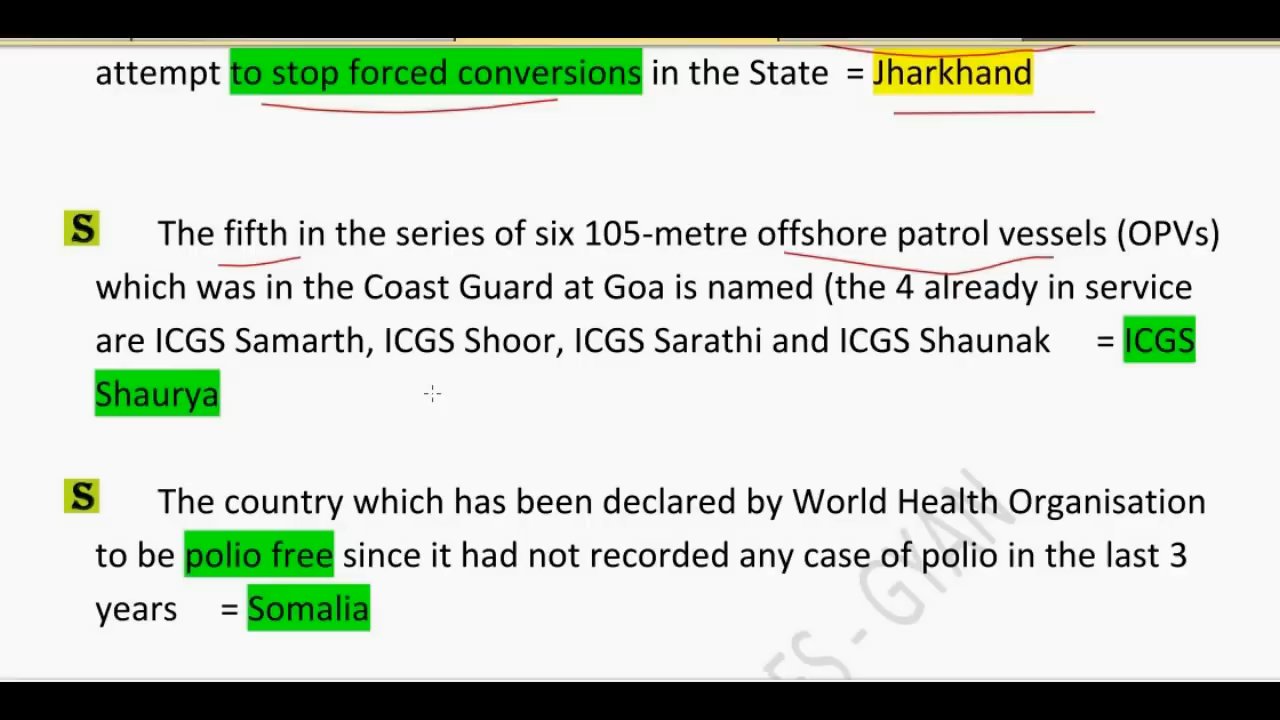 attempt to stop forced conversions in the State = Jharkhand
S The fifth in the series of six 105-metre offshore patrol vessels (OPVs)
which was in the Coast Guard at Goa is named (the 4 already in service
are ICGS Samarth, ICGS Shoor, ICGS Sarathi and ICGS Shaunak = ICGS
Shaurya
S The country which has been declared by World Health Organisation
to be polio free since it had not recorded any case of polio in the last 3
years = Somalia
GYAN